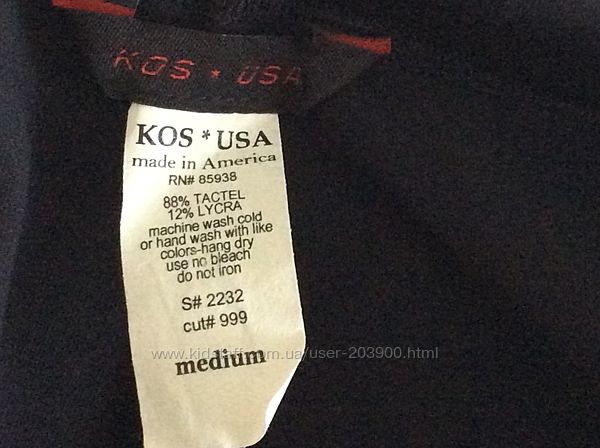 KOS * USA
KOS * USA
made in America
RN# 85938
88% TACTEL
12% LYCRA
machine wash cold
or hand wash with like
colors-hang dry
use no bleach
do not iron
S# 2232
cut# 999
www.kidstaff.com.ua/user-203900.html
medium